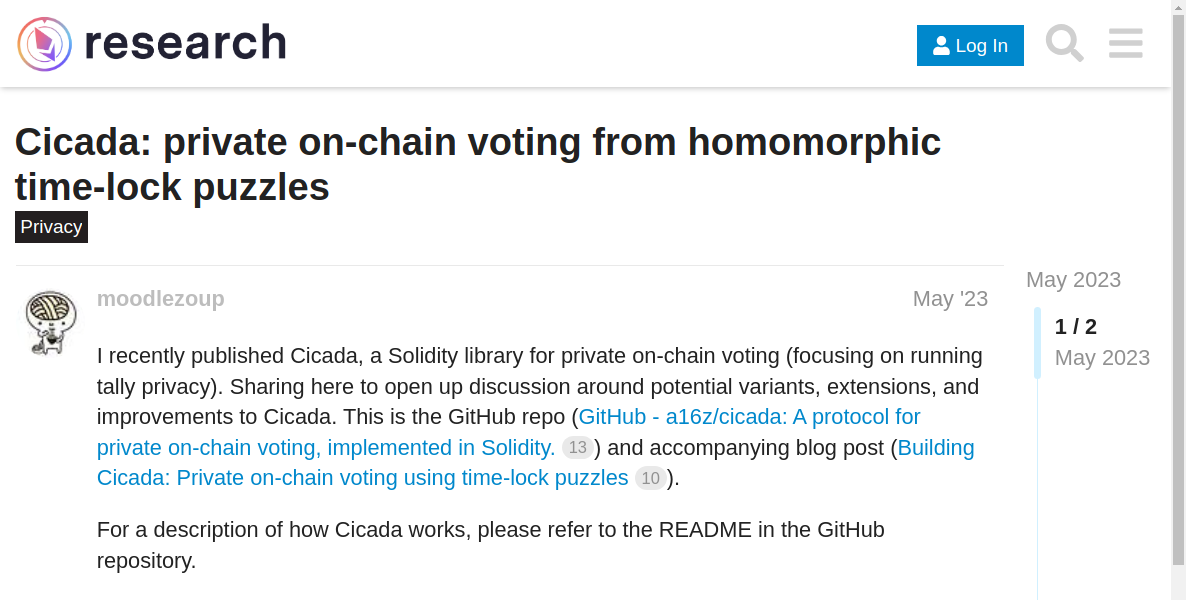 research
Log In
Cicada: private on-chain voting from homomorphic
time-lock puzzles
Privacy
moodlezoup
May '23
May 2023
1 / 2
May 2023
I recently published Cicada, a Solidity library for private on-chain voting (focusing on running
tally privacy). Sharing here to open up discussion around potential variants, extensions, and
improvements to Cicada. This is the GitHub repo (GitHub - a16z/cicada: A protocol for
private on-chain voting, implemented in Solidity. 13) and accompanying blog post (Building
Cicada: Private on-chain voting using time-lock puzzles 10).
For a description of how Cicada works, please refer to the README in the GitHub
repository.